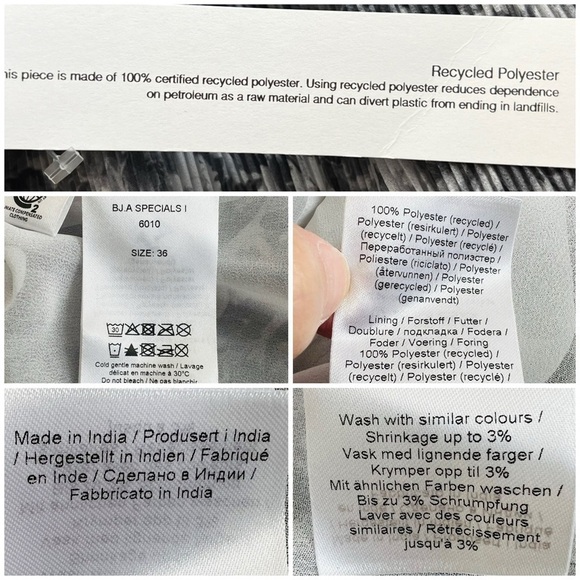 Recycled Polyester
his piece is made of 100% certified recycled polyester. Using recycled polyester reduces dependence
on petroleum as a raw material and can divert plastic from ending in landfills.
2
MATE COMPENSATED
CLOTHING
BJ.A SPECIALS I
6010
SIZE: 36
30
Cold gentle machine wash / Lavage
délicat en machine à 30°C
Do not bleach / Ne pas blanchir
100% Polyester (recycled) /
Polyester (resirkulert) / Polyester
(recycelt) / Polyester (recyclé) /
Переработанный полиэстер /
Poliestere (riciclato) / Polyester
(återvunnen) / Polyester
(gerecycled) / Polyester
(genanvendt)
Lining / Forstoff / Futter /
Doublure / подкладка / Fodera /
Foder / Voering / Foring
100% Polyester (recycled) /
Polyester (resirkulert) / Polyester
(recycelt) / Polyester (recyclé) /
Made in India / Produsert i India
/ Hergestellt in Indien / Fabriqué
en Inde / Сделано в Индии /
Fabbricato in India
Wash with similar colours /
Shrinkage up to 3%
Vask med lignende farger /
Krymper opp til 3%
Mit ähnlichen Farben waschen /
Bis zu 3% Schrumpfung
Laver avec des couleurs
similaires / Rétrécissement
jusqu'à 3%